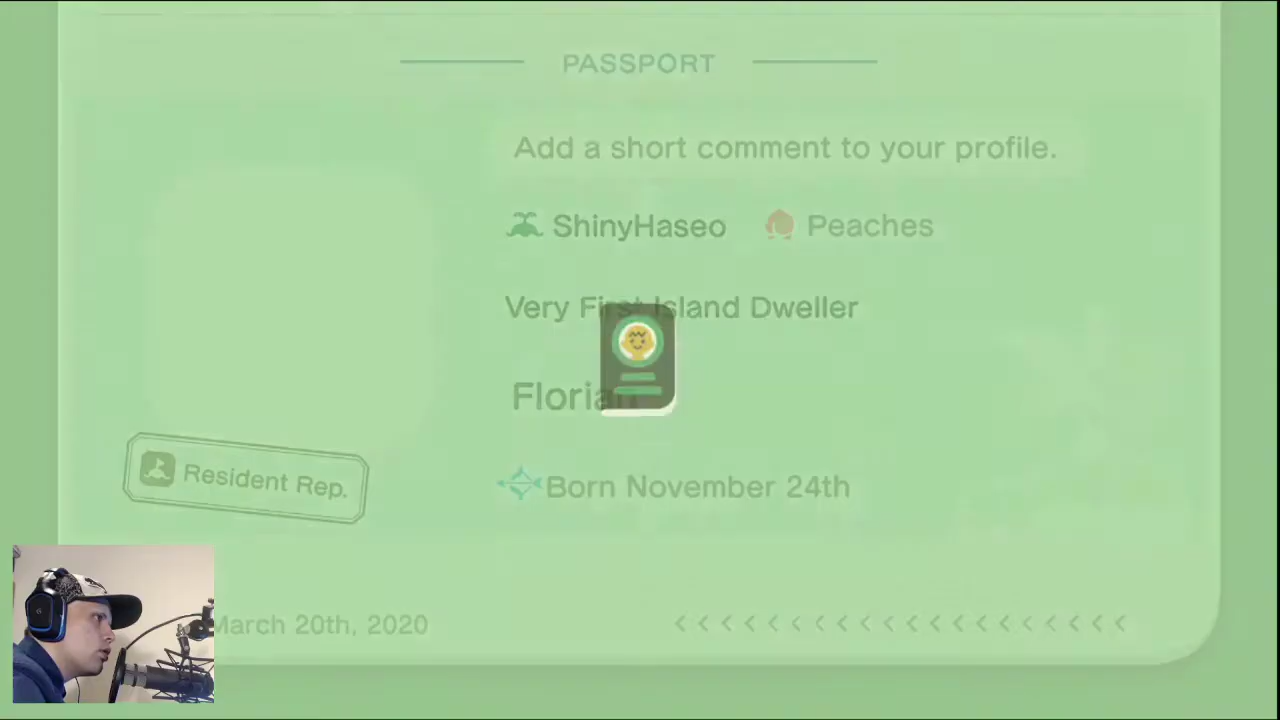 PASSPORT
Add a short comment to your profile.
ShinyHaseo Peaches
Very First Island Dweller
Florian
Resident Rep.
Born November 24th
March 20th, 2020